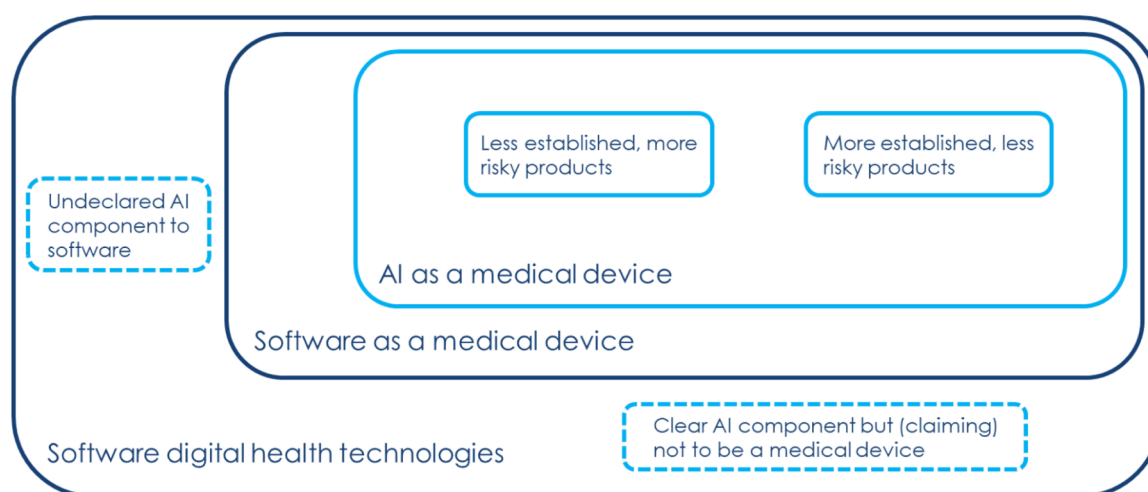 Less established, more
risky products
More established, less
risky products
Undeclared AI
component to
software
AI as a medical device
Software as a medical device
Clear AI component but (claiming)
not to be a medical device
Software digital health technologies